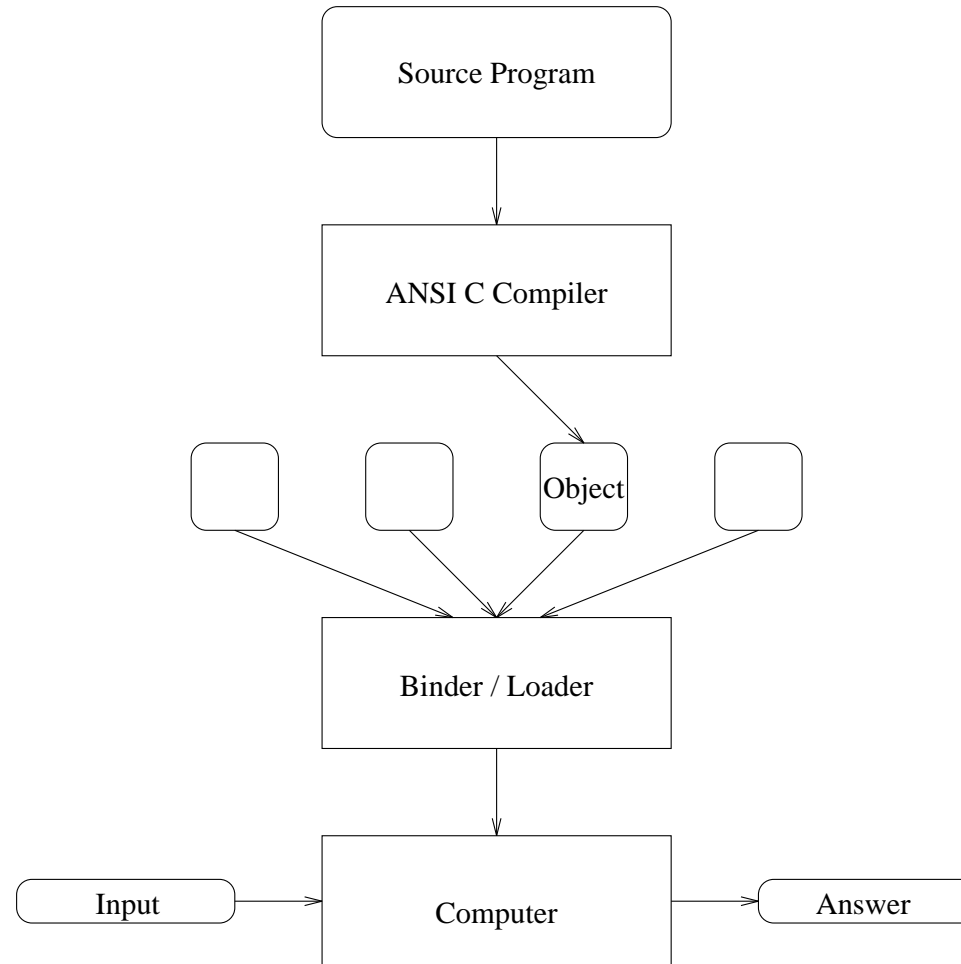 Source Program
ANSI C Compiler
Object
Binder / Loader
Input
Computer
Answer